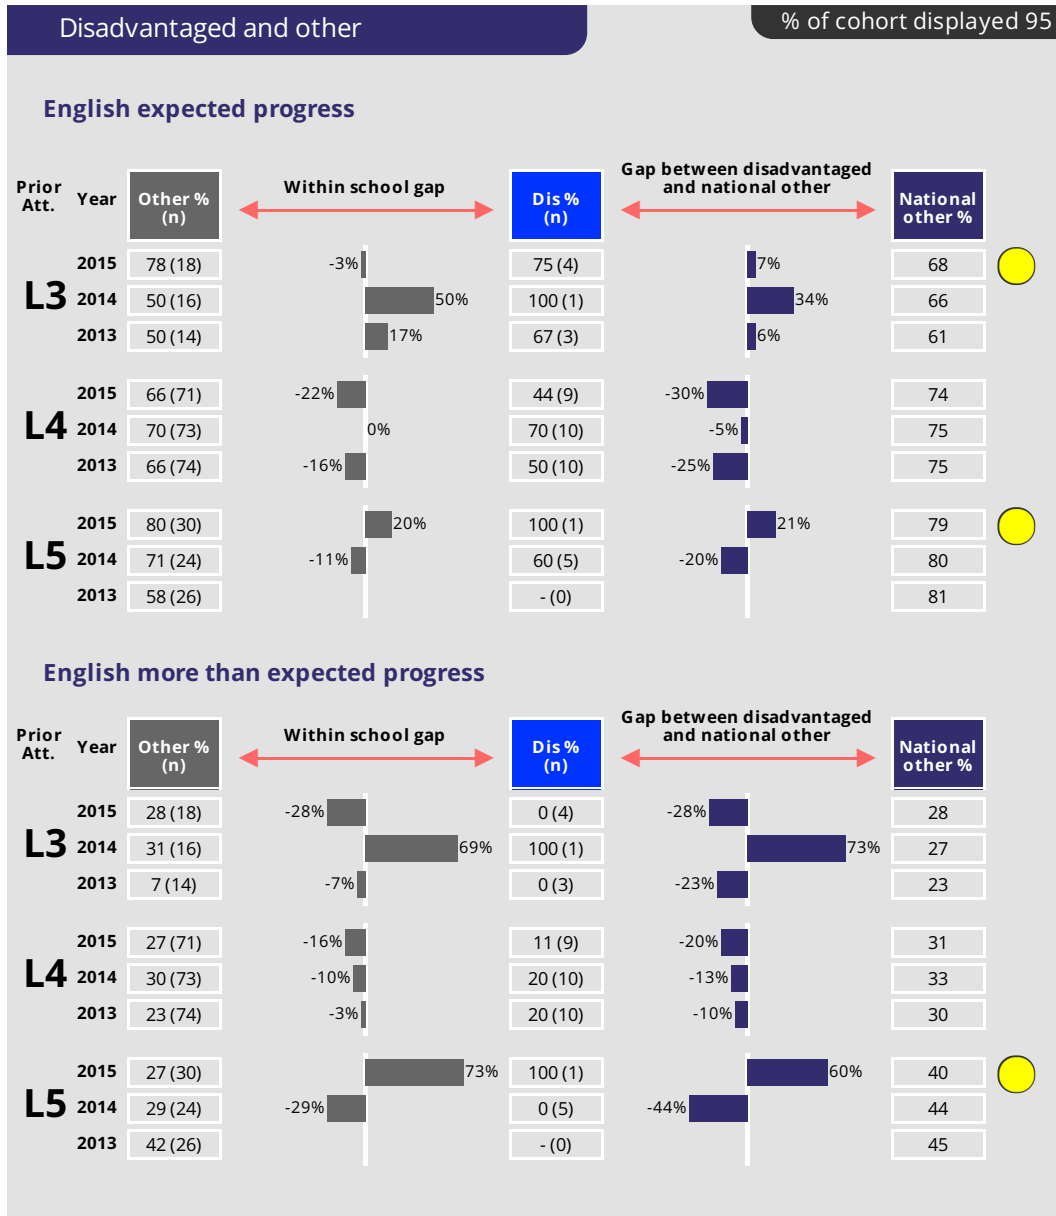 Disadvantaged and other
% of cohort displayed 95
English expected progress
Prior Att.
Year
Other % (n)
Within school gap
Dis % (n)
Gap between disadvantaged and national other
National other %
L3
2015 78 (18) -3% 75 (4) 7% 68
2014 50 (16) 50% 100 (1) 34% 66
2013 50 (14) 17% 67 (3) 6% 61
L4
2015 66 (71) -22% 44 (9) -30% 74
2014 70 (73) 0% 70 (10) -5% 75
2013 66 (74) -16% 50 (10) -25% 75
L5
2015 80 (30) 20% 100 (1) 21% 79
2014 71 (24) -11% 60 (5) -20% 80
2013 58 (26) - (0) 81
English more than expected progress
Prior Att.
Year
Other % (n)
Within school gap
Dis % (n)
Gap between disadvantaged and national other
National other %
L3
2015 28 (18) -28% 0 (4) -28% 28
2014 31 (16) 69% 100 (1) 73% 27
2013 7 (14) -7% 0 (3) -23% 23
L4
2015 27 (71) -16% 11 (9) -20% 31
2014 30 (73) -10% 20 (10) -13% 33
2013 23 (74) -3% 20 (10) -10% 30
L5
2015 27 (30) 73% 100 (1) 60% 40
2014 29 (24) -29% 0 (5) -44% 44
2013 42 (26) - (0) 45